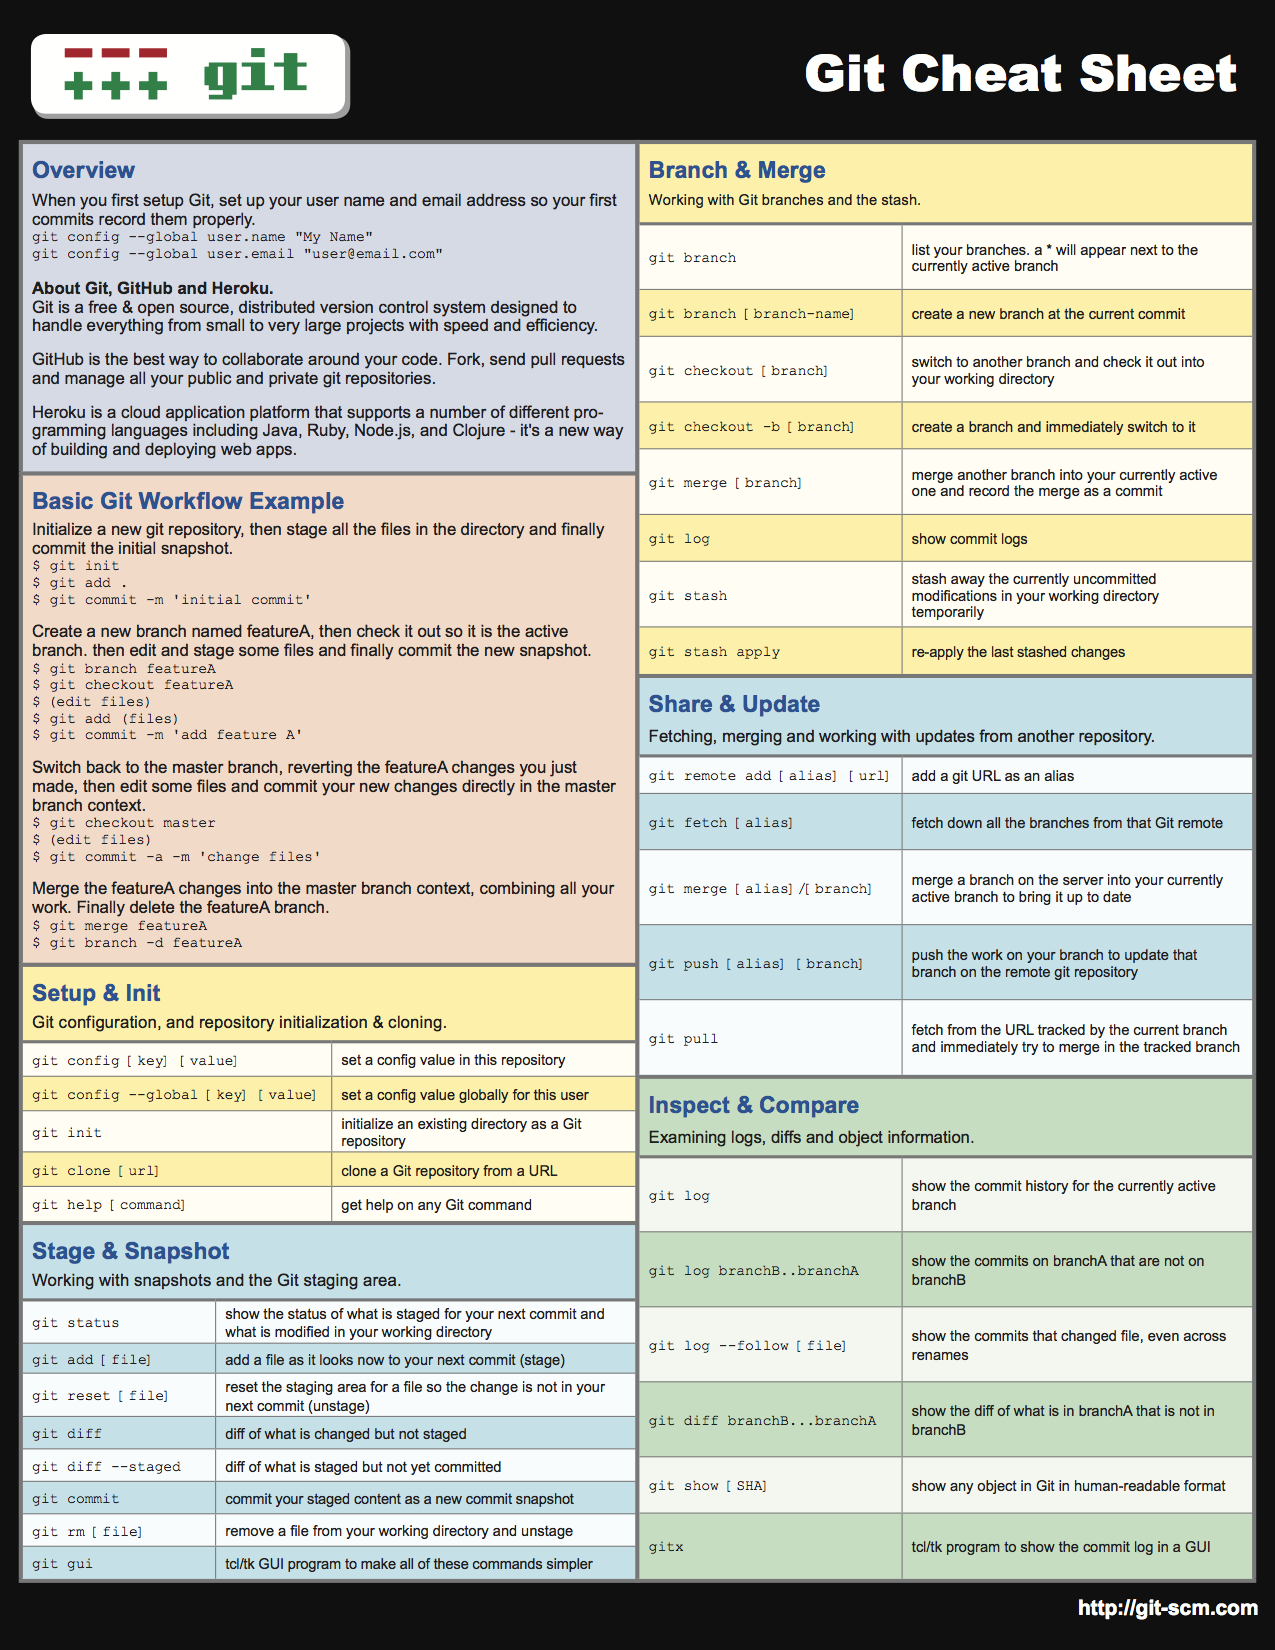 git
Git Cheat Sheet
Overview
When you first setup Git, set up your user name and email address so your first
commits record them properly.
git config --global user.name "My Name"
git config --global user.email "user@email.com"
About Git, GitHub and Heroku.
Git is a free & open source, distributed version control system designed to
handle everything from small to very large projects with speed and efficiency.
GitHub is the best way to collaborate around your code. Fork, send pull requests
and manage all your public and private git repositories.
Heroku is a cloud application platform that supports a number of different pro-
gramming languages including Java, Ruby, Node.js, and Clojure - it's a new way
of building and deploying web apps.
Basic Git Workflow Example
Initialize a new git repository, then stage all the files in the directory and finally
commit the initial snapshot.
$ git init
$ git add .
$ git commit -m 'initial commit'
Create a new branch named featureA, then check it out so it is the active
branch. then edit and stage some files and finally commit the new snapshot.
$ git branch featureA
$ git checkout featureA
$ (edit files)
$ git add (files)
$ git commit -m 'add feature A'
Switch back to the master branch, reverting the featureA changes you just
made, then edit some files and commit your new changes directly in the master
branch context.
$ git checkout master
$ (edit files)
$ git commit -a -m 'change files'
Merge the featureA changes into the master branch context, combining all your
work. Finally delete the featureA branch.
$ git merge featureA
$ git branch -d featureA
Setup & Init
Git configuration, and repository initialization & cloning.
git config [key] [value]
set a config value in this repository
git config --global [key] [value]
set a config value globally for this user
git init
initialize an existing directory as a Git
repository
git clone [url]
clone a Git repository from a URL
git help [command]
get help on any Git command
Stage & Snapshot
Working with snapshots and the Git staging area.
git status
show the status of what is staged for your next commit and
what is modified in your working directory
git add [file]
add a file as it looks now to your next commit (stage)
git reset [file]
reset the staging area for a file so the change is not in your
next commit (unstage)
git diff
diff of what is changed but not staged
git diff --staged
diff of what is staged but not yet committed
git commit
commit your staged content as a new commit snapshot
git rm [file]
remove a file from your working directory and unstage
git gui
tcl/tk GUI program to make all of these commands simpler
Branch & Merge
Working with Git branches and the stash.
git branch
list your branches. a * will appear next to the
currently active branch
git branch [branch-name]
create a new branch at the current commit
git checkout [branch]
switch to another branch and check it out into
your working directory
git checkout -b [branch]
create a branch and immediately switch to it
git merge [branch]
merge another branch into your currently active
one and record the merge as a commit
git log
show commit logs
git stash
stash away the currently uncommitted
modifications in your working directory
temporarily
git stash apply
re-apply the last stashed changes
Share & Update
Fetching, merging and working with updates from another repository.
git remote add [alias] [url]
add a git URL as an alias
git fetch [alias]
fetch down all the branches from that Git remote
git merge [alias]/[branch]
merge a branch on the server into your currently
active branch to bring it up to date
git push [alias] [branch]
push the work on your branch to update that
branch on the remote git repository
git pull
fetch from the URL tracked by the current branch
and immediately try to merge in the tracked branch
Inspect & Compare
Examining logs, diffs and object information.
git log
show the commit history for the currently active
branch
git log branchB..branchA
show the commits on branchA that are not on
branchB
git log --follow [file]
show the commits that changed file, even across
renames
git diff branchB...branchA
show the diff of what is in branchA that is not in
branchB
git show [SHA]
show any object in Git in human-readable format
gitx
tcl/tk program to show the commit log in a GUI
http://git-scm.com